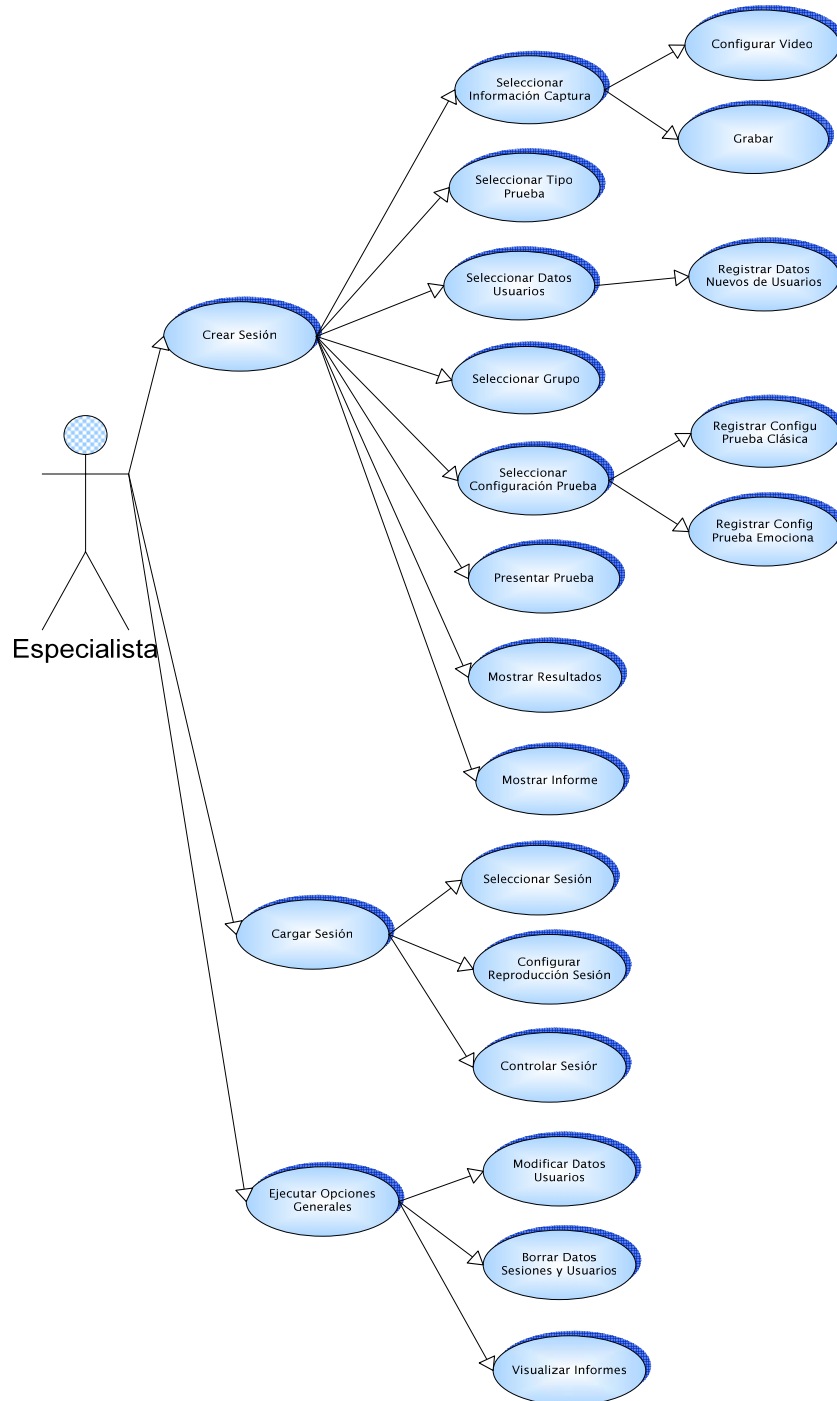 Configurar Video
Seleccionar
Información Captura
Grabar
Seleccionar Tipo
Prueba
Seleccionar Datos
Usuarios
Registrar Datos
Nuevos de Usuarios
Crear Sesión
Seleccionar Grupo
Registrar Configu
Prueba Clásica
Seleccionar
Configuración Prueba
Registrar Config
Prueba Emociona
Presentar Prueba
Especialista
Mostrar Resultados
Mostrar Informe
Seleccionar Sesión
Cargar Sesión
Configurar
Reproducción Sesión
Controlar Sesión
Modificar Datos
Usuarios
Ejecutar Opciones
Generales
Borrar Datos
Sesiones y Usuarios
Visualizar Informes